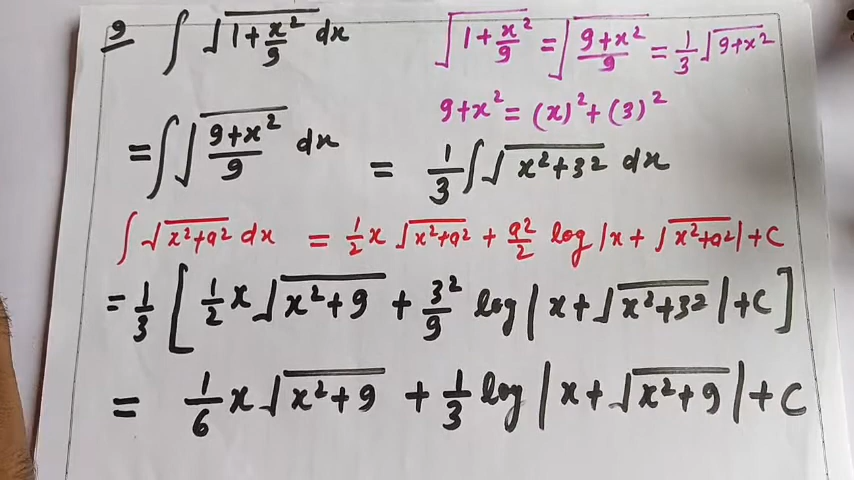 9 ∫ √(1+x²/9) dx √(1+x²/9) = √((9+x²)/9) = 1/3 √(9+x²)
9+x² = (x)²+(3)²
= ∫ √((9+x²)/9) dx = 1/3 ∫ √(x²+3²) dx
∫ √(x²+a²) dx = 1/2 x √(x²+a²) + a²/2 log |x + √(x²+a²)| + C
= 1/3 [ 1/2 x √(x²+9) + 3²/9 log | x + √(x²+3²) | + C ]
= 1/6 x √(x²+9) + 1/3 log | x + √(x²+9) | + C